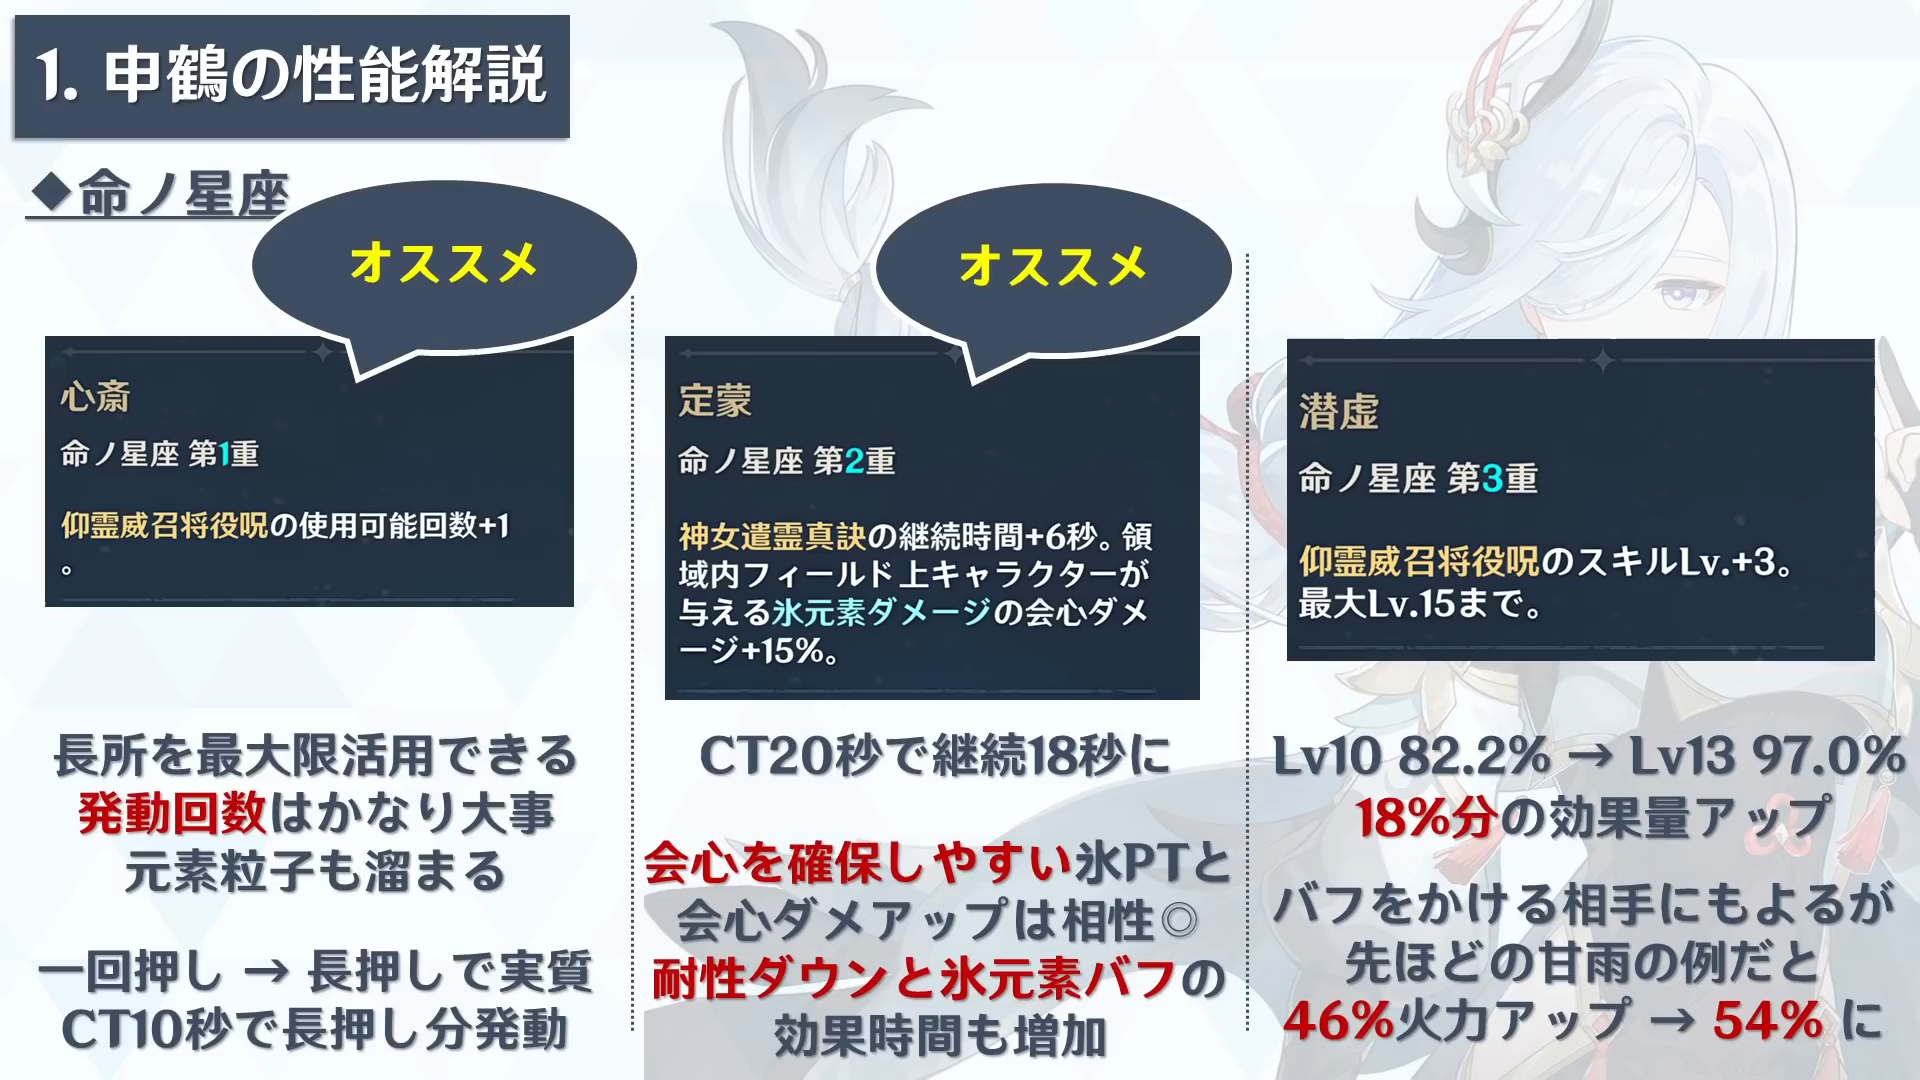 1. 申鶴の性能解説
◆命ノ星座
オススメ
心斎
命ノ星座 第1重
仰霊威召将役呪の使用可能回数+1
。
長所を最大限活用できる
発動回数はかなり大事
元素粒子も溜まる
一回押し → 長押しで実質
CT10秒で長押し分発動
オススメ
定蒙
命ノ星座 第2重
神女遣霊真訣の継続時間+6秒。領
域内フィールド上キャラクターが
与える氷元素ダメージの会心ダメ
ージ+15%。
CT20秒で継続18秒に
会心を確保しやすい氷PTと
会心ダメアップは相性◎
耐性ダウンと氷元素バフの
効果時間も増加
潜虚
命ノ星座 第3重
仰霊威召将役呪のスキルLv.+3。
最大Lv.15まで。
Lv10 82.2% → Lv13 97.0%
18%分の効果量アップ
バフをかける相手にもよるが
先ほどの甘雨の例だと
46%火力アップ → 54% に